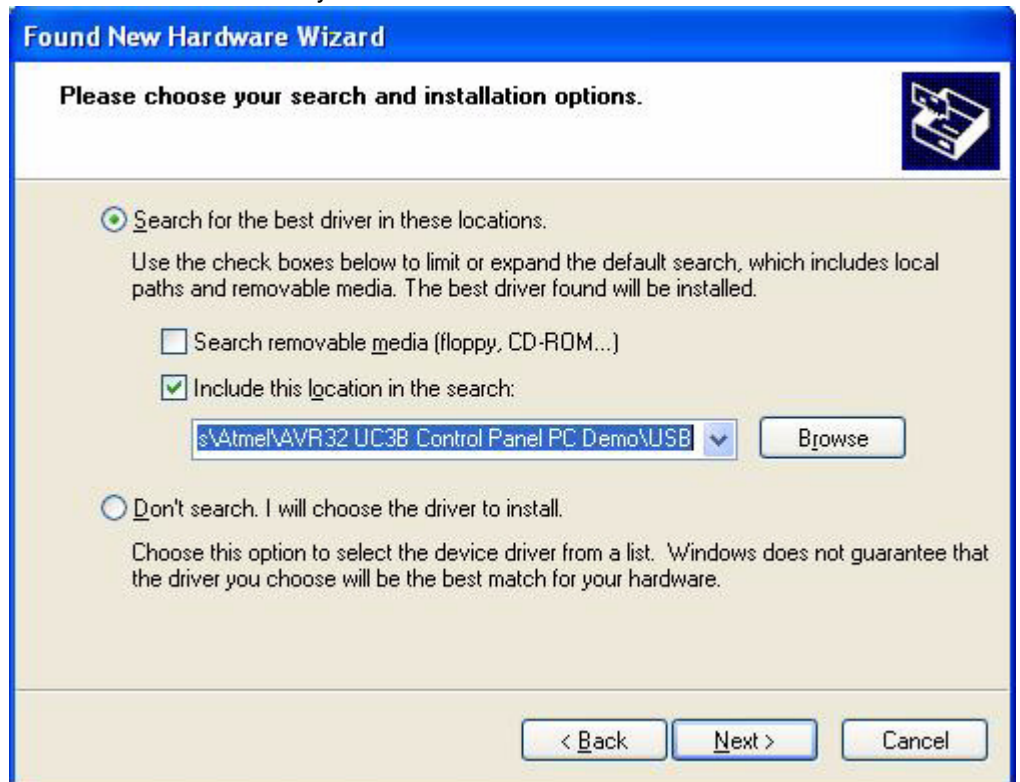 Found New Hardware Wizard
Please choose your search and installation options.
Search for the best driver in these locations.
Use the check boxes below to limit or expand the default search, which includes local
paths and removable media. The best driver found will be installed.
Search removable media (floppy, CD-ROM...)
Include this location in the search:
s\Atmel\AVR32 UC3B Control Panel PC Demo\USB
Browse
Don't search. I will choose the driver to install.
Choose this option to select the device driver from a list. Windows does not guarantee that
the driver you choose will be the best match for your hardware.
< Back Next > Cancel